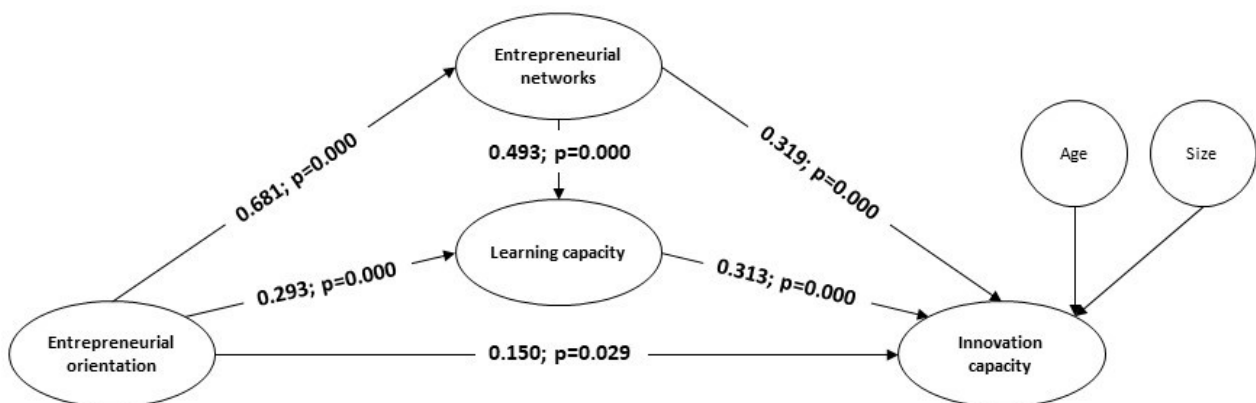 Entrepreneurial
networks
0.681; p=0.000
0.493; p=0.000
0.319; p=0.000
Age
Size
Learning capacity
0.293; p=0.000
0.313; p=0.000
Entrepreneurial
orientation
0.150; p=0.029
Innovation
capacity